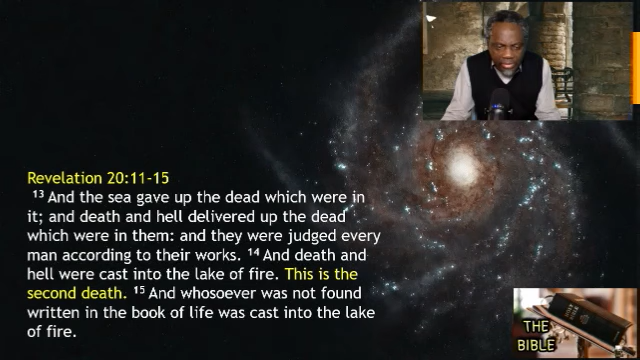 Revelation 20:11-15
13 And the sea gave up the dead which were in
it; and death and hell delivered up the dead
which were in them: and they were judged every
man according to their works. 14 And death and
hell were cast into the lake of fire. This is the
second death. 15 And whosoever was not found
written in the book of life was cast into the lake
of fire.
THE
BIBLE